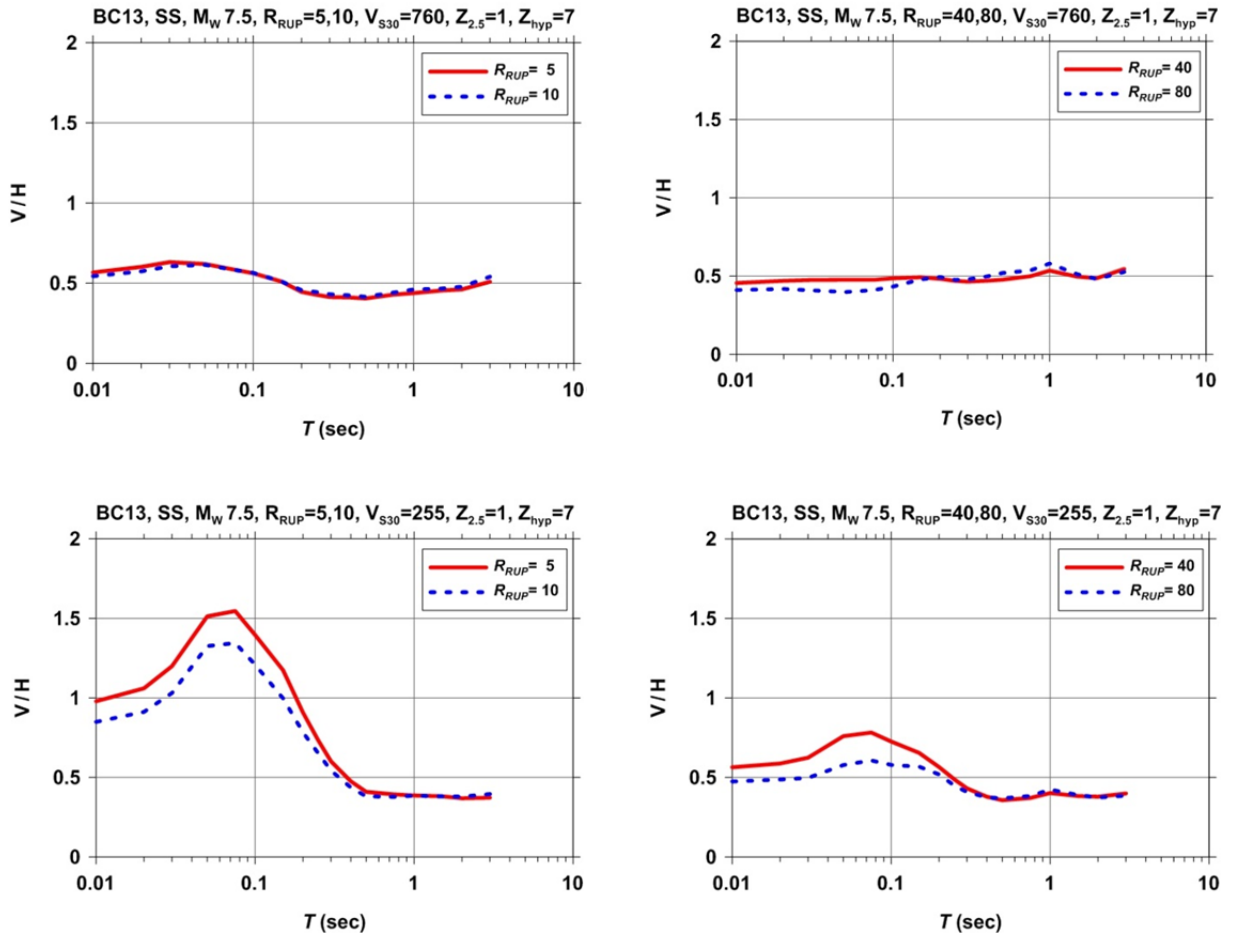 BC13, SS, MW 7.5, RRUP=5,10, VS30=760, Z2.5=1, Zhyp=7
2
1.5
1
0.5
0
V / H
RRUP= 5
RRUP= 10
0.01 0.1 1 10
T (sec)
BC13, SS, MW 7.5, RRUP=40,80, VS30=760, Z2.5=1, Zhyp=7
2
1.5
1
0.5
0
V / H
RRUP= 40
RRUP= 80
0.01 0.1 1 10
T (sec)
BC13, SS, MW 7.5, RRUP=5,10, VS30=255, Z2.5=1, Zhyp=7
2
1.5
1
0.5
0
V / H
RRUP= 5
RRUP= 10
0.01 0.1 1 10
T (sec)
BC13, SS, MW 7.5, RRUP=40,80, VS30=255, Z2.5=1, Zhyp=7
2
1.5
1
0.5
0
V / H
RRUP= 40
RRUP= 80
0.01 0.1 1 10
T (sec)